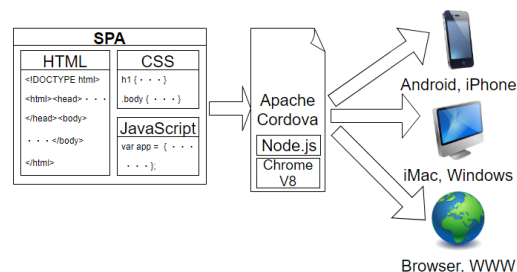 SPA
HTML
<!DOCTYPE html>
<html><head>・・・
</head><body>
・・・</body>
</html>
CSS
h1 {・・・}
.body {・・・}
JavaScript
var app = {・・・
・・・};
Apache
Cordova
Node.js
Chrome
V8
Android, iPhone
iMac, Windows
Browser. WWW